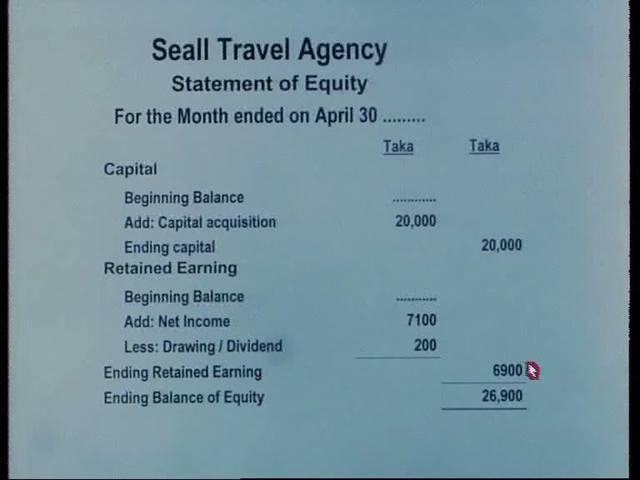 Seall Travel Agency
Statement of Equity
For the Month ended on April 30 .........
Taka Taka
Capital
Beginning Balance ............
Add: Capital acquisition 20,000
Ending capital 20,000
Retained Earning
Beginning Balance ...........
Add: Net Income 7100
Less: Drawing / Dividend 200
Ending Retained Earning 6900
Ending Balance of Equity 26,900